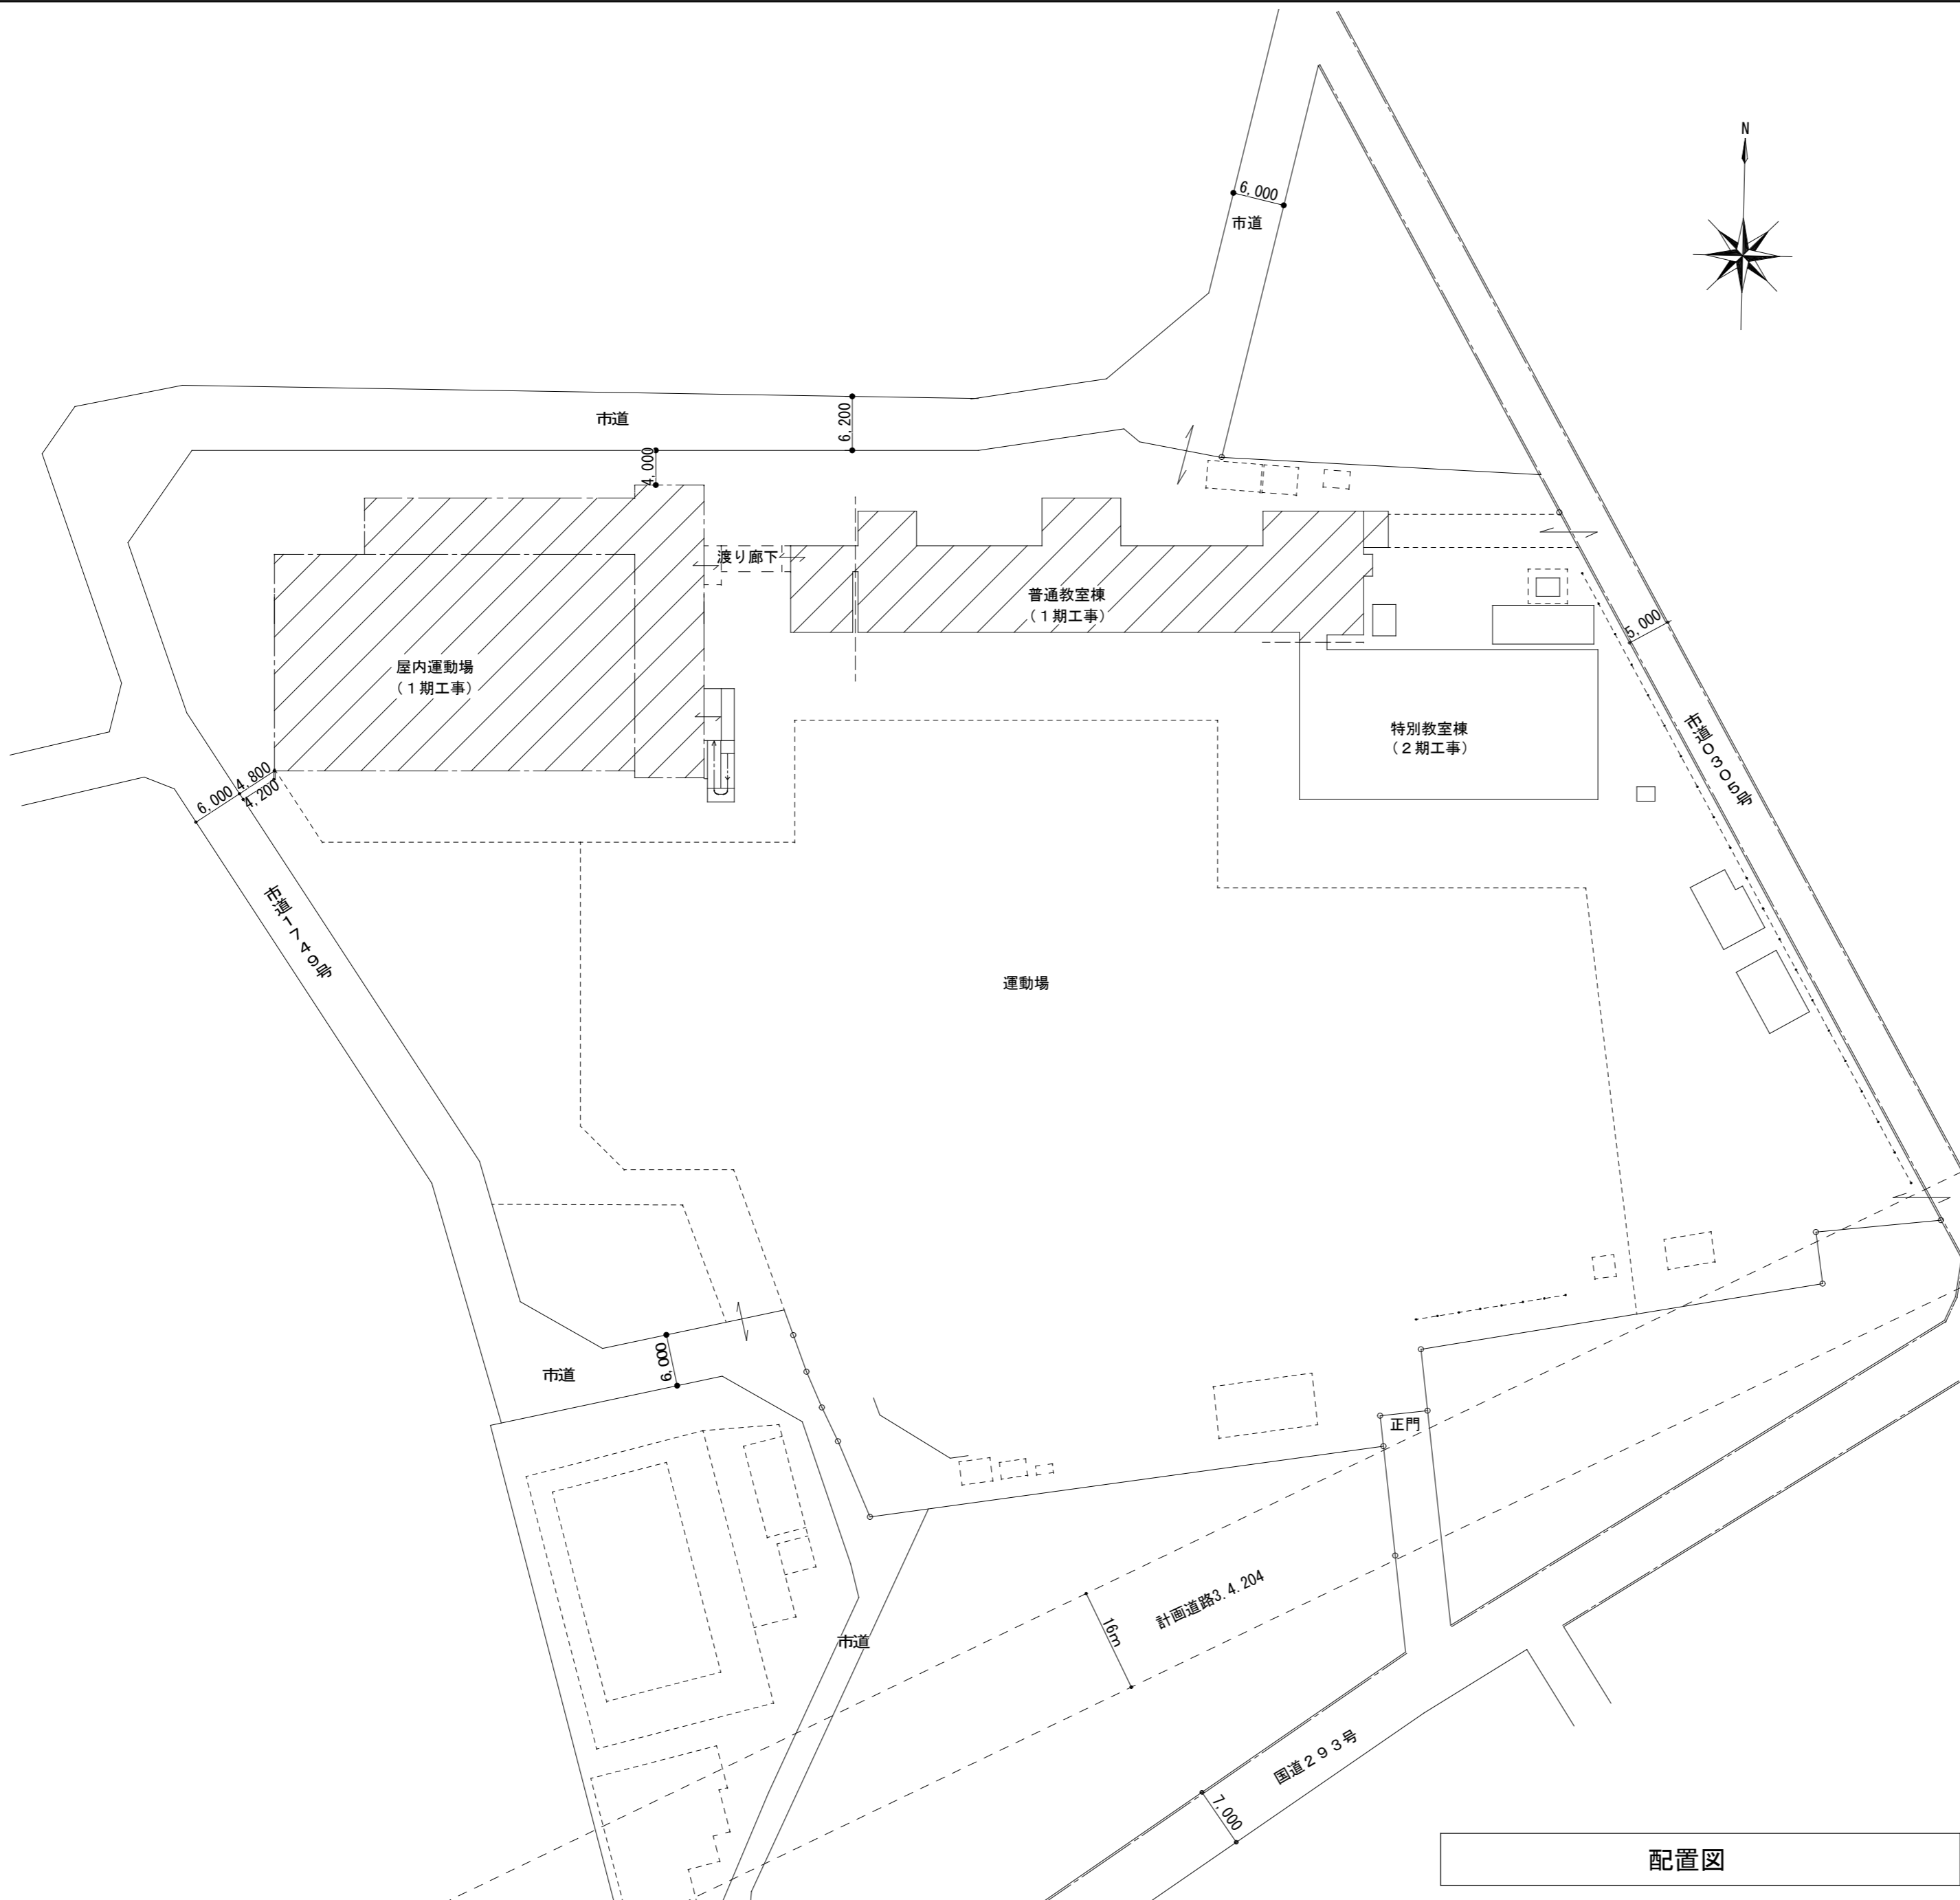 N
6,000
市道
市道
6,200
4,000
渡り廊下
普通教室棟
（１期工事）
屋内運動場
（１期工事）
5,000
特別教室棟
（２期工事）
市道０３０５号
6,000
4,800
4,200
市道１７４９号
運動場
6,000
市道
正門
計画道路3.4.204
16m
市道
国道２９３号
7,000
配置図